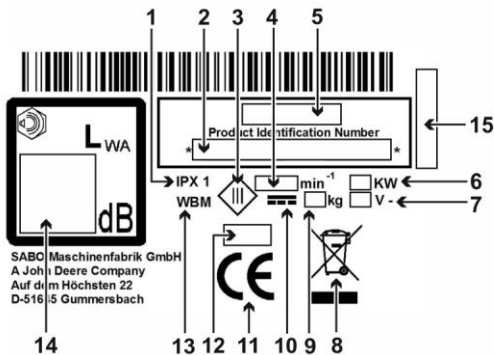 1 2 3 4 5
Product Identification Number
* *
15
L WA
IPX 1
min -1
KW
6
WBM
kg
V -
7
dB
SABO Maschinenfabrik GmbH
A John Deere Company
Auf dem Höchsten 22
D-51645 Gummersbach
CE
14 13 12 11 10 9 8